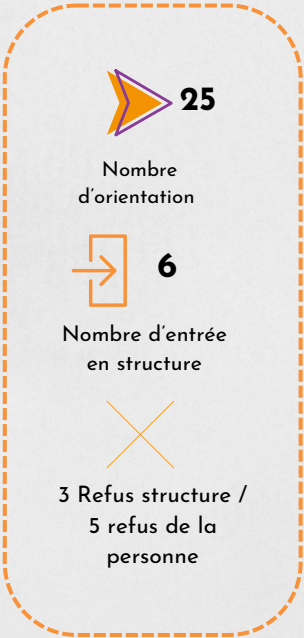 25
Nombre
d'orientation
6
Nombre d'entrée
en structure
3 Refus structure /
5 refus de la
personne